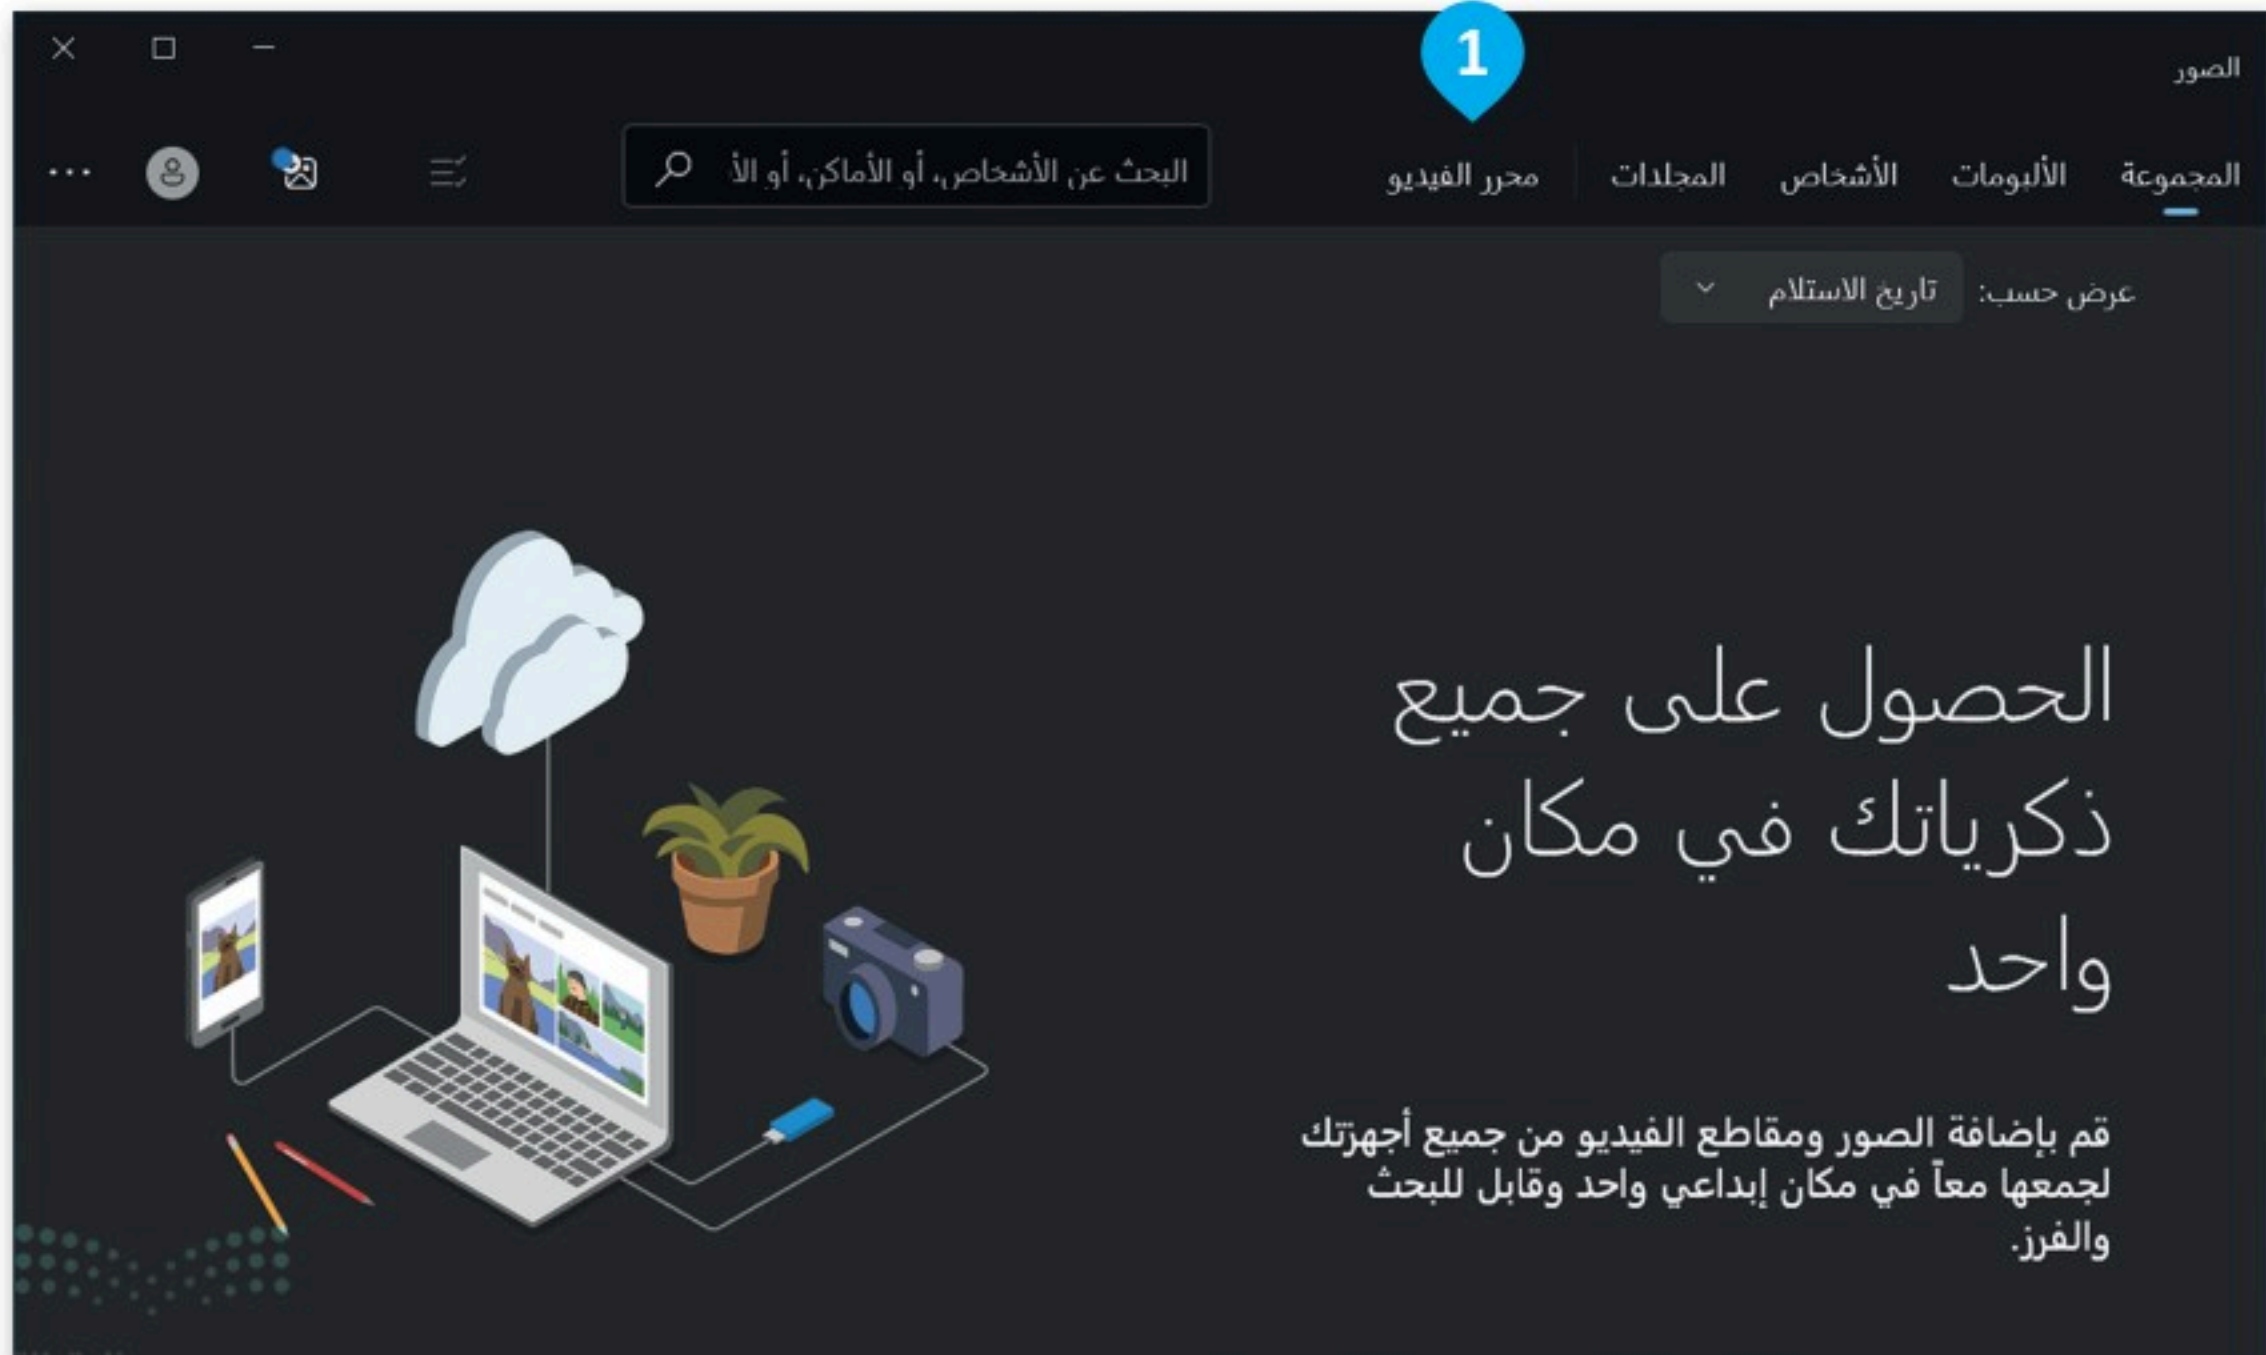 1
الصور
المجموعة الألبومات الأشخاص المجلدات محرر الفيديو البحث عن الأشخاص، أو الأماكن، أو الأ
عرض حسب: تاريخ الاستلام
الحصول على جميع
ذكرياتك في مكان
واحد
قم بإضافة الصور ومقاطع الفيديو من جميع أجهزتك
لجمعها معاً في مكان إبداعي واحد وقابل للبحث
والفرز.